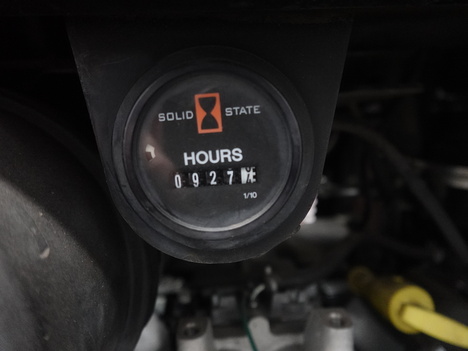 SOLID STATE
HOURS
0927
1/10